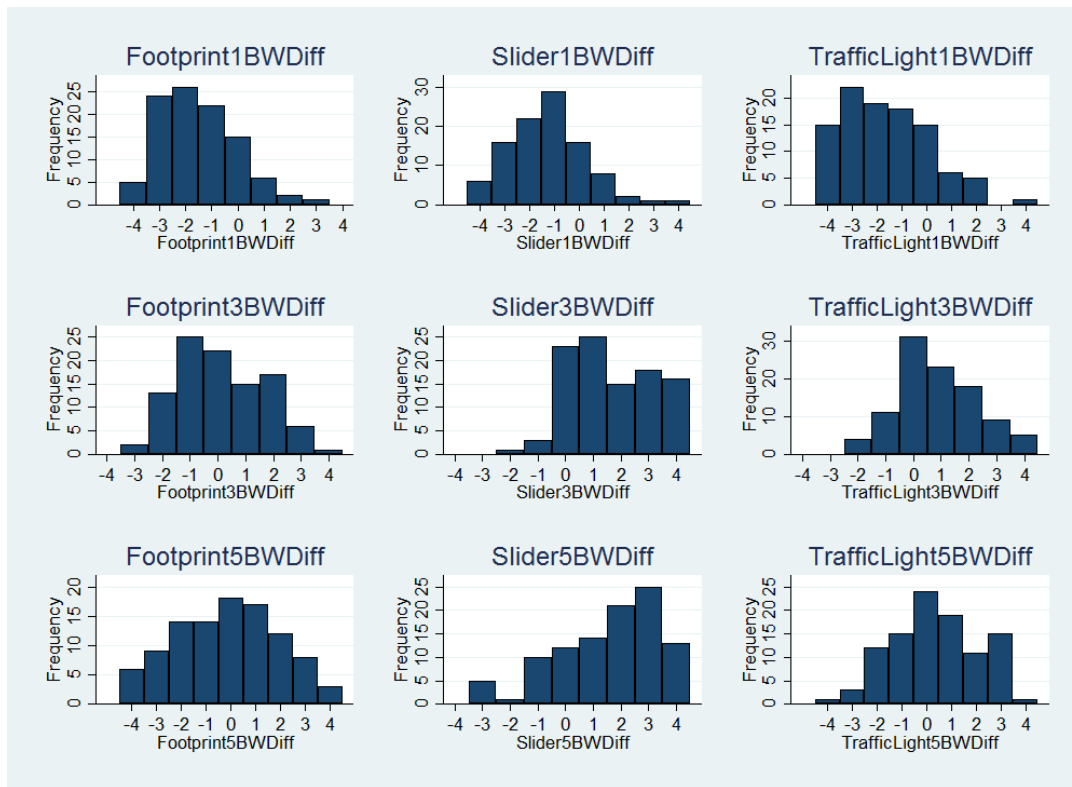 Footprint1BWDiff
Frequency
0 5 10 15 20 25
-4 -3 -2 -1 0 1 2 3 4
Footprint1BWDiff
Slider1BWDiff
Frequency
0 10 20 30
-4 -3 -2 -1 0 1 2 3 4
Slider1BWDiff
TrafficLight1BWDiff
Frequency
0 5 10 15 20
-4 -3 -2 -1 0 1 2 3 4
TrafficLight1BWDiff
Footprint3BWDiff
Frequency
0 5 10 15 20 25
-4 -3 -2 -1 0 1 2 3 4
Footprint3BWDiff
Slider3BWDiff
Frequency
0 5 10 15 20 25
-4 -3 -2 -1 0 1 2 3 4
Slider3BWDiff
TrafficLight3BWDiff
Frequency
0 10 20 30
-4 -3 -2 -1 0 1 2 3 4
TrafficLight3BWDiff
Footprint5BWDiff
Frequency
0 5 10 15 20
-4 -3 -2 -1 0 1 2 3 4
Footprint5BWDiff
Slider5BWDiff
Frequency
0 5 10 15 20 25
-4 -3 -2 -1 0 1 2 3 4
Slider5BWDiff
TrafficLight5BWDiff
Frequency
0 5 10 15 20 25
-4 -3 -2 -1 0 1 2 3 4
TrafficLight5BWDiff